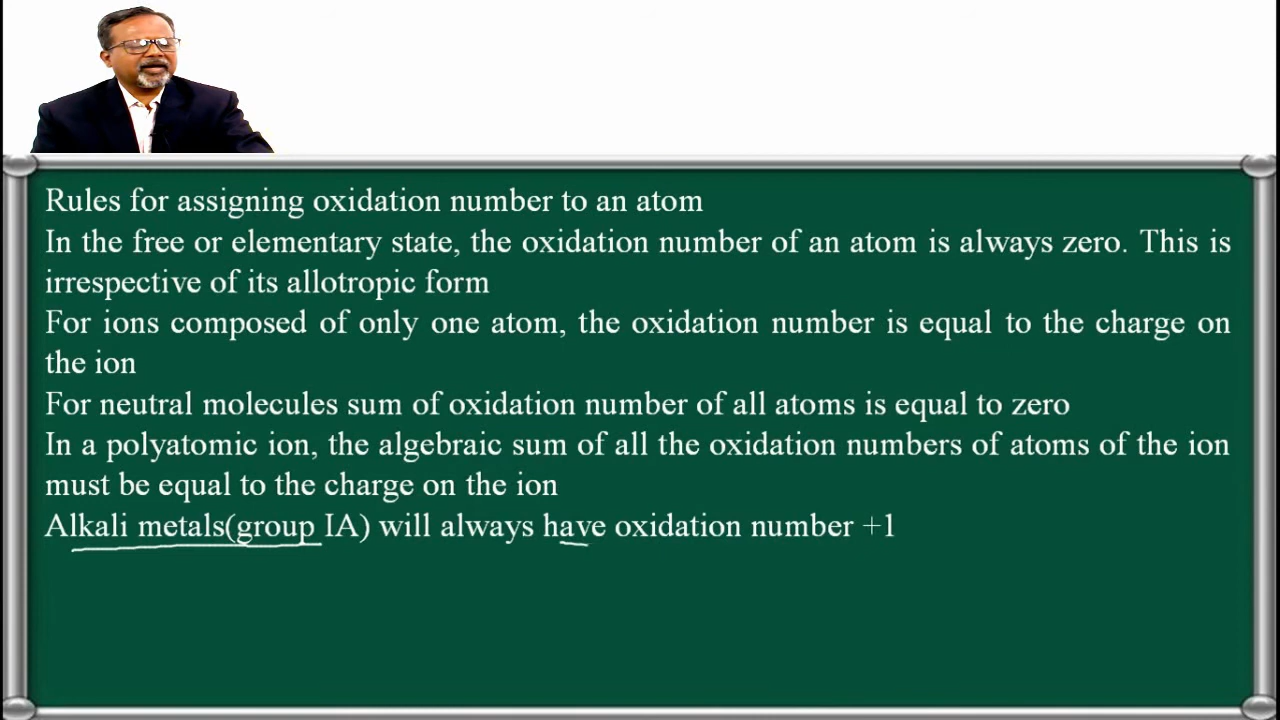 Rules for assigning oxidation number to an atom
In the free or elementary state, the oxidation number of an atom is always zero. This is
irrespective of its allotropic form
For ions composed of only one atom, the oxidation number is equal to the charge on
the ion
For neutral molecules sum of oxidation number of all atoms is equal to zero
In a polyatomic ion, the algebraic sum of all the oxidation numbers of atoms of the ion
must be equal to the charge on the ion
Alkali metals(group IA) will always have oxidation number +1